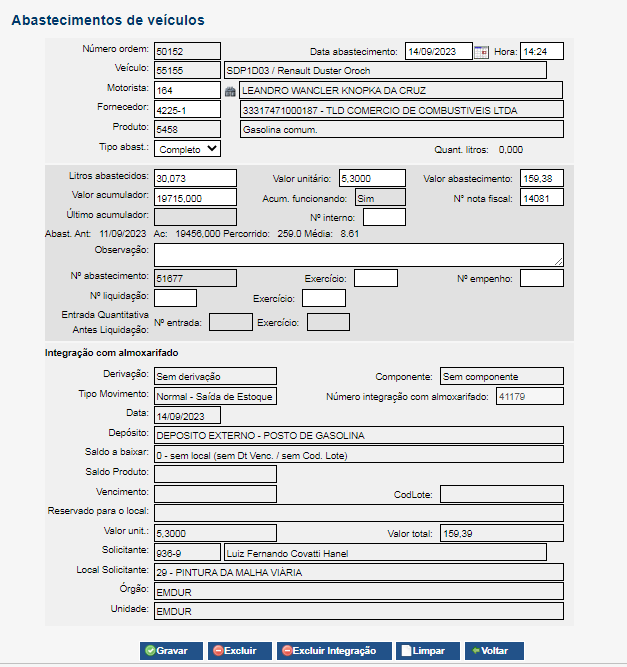 Abastecimentos de veículos
Número ordem: 50152 Data abastecimento: 14/09/2023 Hora: 14:24
Veículo: 55155 SDP1D03 / Renault Duster Oroch
Motorista: 164 LEANDRO WANCLER KNOPKA DA CRUZ
Fornecedor: 4225-1 33317471000187 - TLD COMERCIO DE COMBUSTIVEIS LTDA
Produto: 5458 Gasolina comum.
Tipo abast.: Completo Quant. litros: 0,000
Litros abastecidos: 30,073 Valor unitário: 5,3000 Valor abastecimento: 159,38
Valor acumulador: 19715,000 Acum. funcionando: Sim N° nota fiscal: 14081
Último acumulador: Nº interno:
Abast. Ant: 11/09/2023 Ac: 19456,000 Percorrido: 259.0 Média: 8.61
Observação:
Nº abastecimento: 51677 Exercício: Nº empenho:
Nº liquidação: Exercício:
Entrada Quantitativa
Antes Liquidação: Nº entrada: Exercício:
Integração com almoxarifado
Derivação: Sem derivação Componente: Sem componente
Tipo Movimento: Normal - Saída de Estoque Número integração com almoxarifado: 41179
Data: 14/09/2023
Depósito: DEPOSITO EXTERNO - POSTO DE GASOLINA
Saldo a baixar: 0 - sem local (sem Dt Venc. / sem Cod. Lote)
Saldo Produto:
Vencimento: CodLote:
Reservado para o local:
Valor unit.: 5,3000 Valor total: 159,39
Solicitante: 936-9 Luiz Fernando Covatti Hanel
Local Solicitante: 29 - PINTURA DA MALHA VIÁRIA
Órgão: EMDUR
Unidade: EMDUR
Gravar Excluir Excluir Integração Limpar Voltar